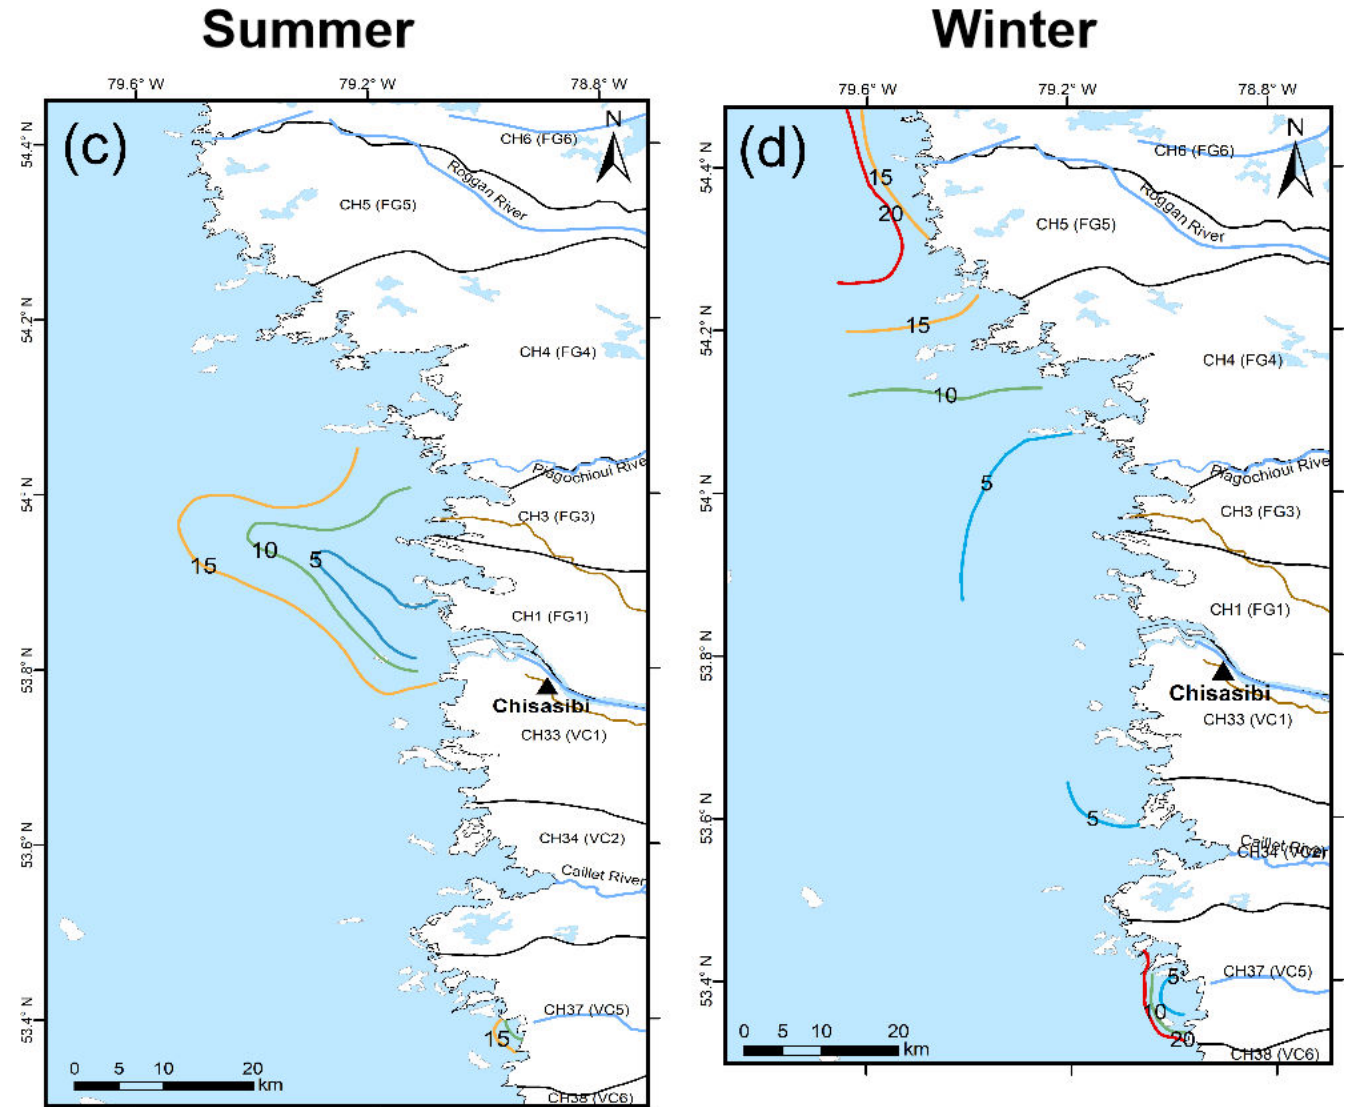 Summer
79.6° W 79.2° W 78.8° W
(c)
N
54.4° N
54.2° N
54° N
53.8° N
53.6° N
53.4° N
CH6 (FG6)
Roggan River
CH5 (FG5)
CH4 (FG4)
Piagochioui River
CH3 (FG3)
15
10
5
CH1 (FG1)
Chisasibi
CH33 (VC1)
CH34 (VC2)
Caillet River
CH37 (VC5)
15
CH38 (VC6)
0 5 10 20
km
Winter
79.6° W 79.2° W 78.8° W
(d)
N
54.4° N
54.2° N
54° N
53.8° N
53.6° N
53.4° N
CH6 (FG6)
15
Roggan River
20
CH5 (FG5)
15
CH4 (FG4)
10
Piagochioui River
5
CH3 (FG3)
CH1 (FG1)
Chisasibi
CH33 (VC1)
5
Caillet River
CH34 (VC2)
5
CH37 (VC5)
10
20
CH38 (VC6)
0 5 10 20
km